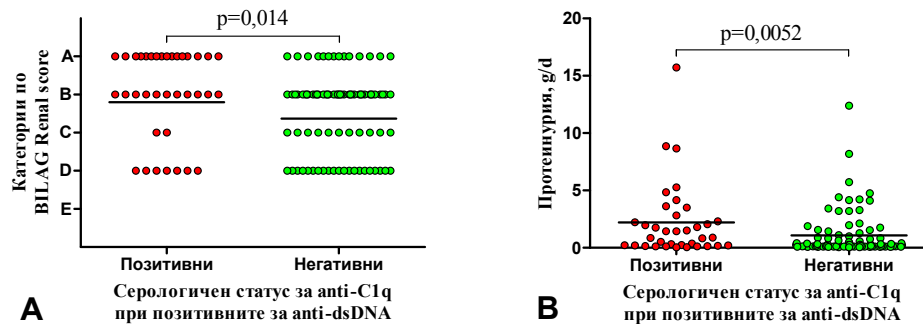 p=0,014
Категории по
BILAG Renal score
A
B
C
D
E
Позитивни
Негативни
Серологичен статус за anti-C1q
при позитивните за anti-dsDNA
A
p=0,0052
Протеинурия, g/d
20
15
10
5
0
Позитивни
Негативни
Серологичен статус за anti-C1q
при позитивните за anti-dsDNA
B